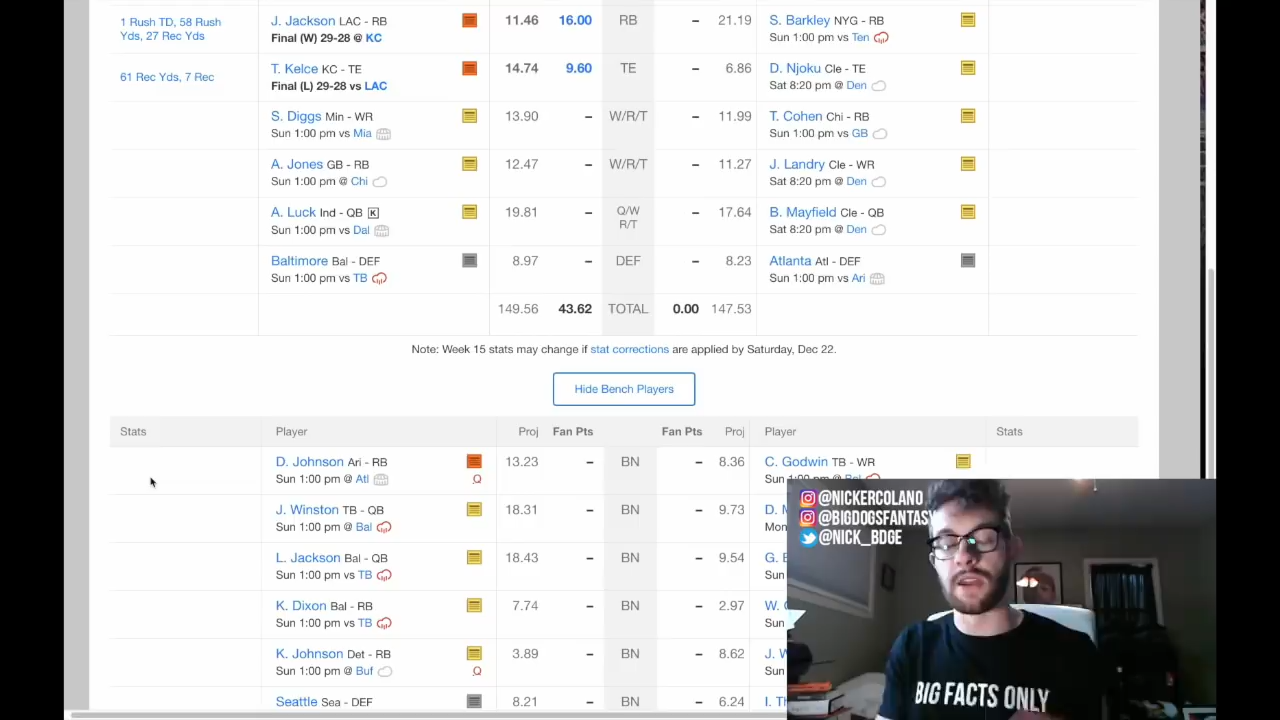 1 Rush TD, 58 Rush
Yds, 27 Rec Yds
J. Jackson LAC - RB
Final (W) 29-28 @ KC
11.46 16.00 RB – 21.19
S. Barkley NYG - RB
Sun 1:00 pm vs Ten
61 Rec Yds, 7 Rec
T. Kelce KC - TE
Final (L) 29-28 vs LAC
14.74 9.60 TE – 6.86
D. Njoku Cle - TE
Sat 8:20 pm @ Den
S. Diggs Min - WR
Sun 1:00 pm vs Mia
13.90 – W/R/T – 11.99
T. Cohen Chi - RB
Sun 1:00 pm vs GB
A. Jones GB - RB
Sun 1:00 pm @ Chi
12.47 – W/R/T – 11.27
J. Landry Cle - WR
Sat 8:20 pm @ Den
A. Luck Ind - QB K
Sun 1:00 pm vs Dal
19.81 – Q/W
R/T – 17.64
B. Mayfield Cle - QB
Sat 8:20 pm @ Den
Baltimore Bal - DEF
Sun 1:00 pm vs TB
8.97 – DEF – 8.23
Atlanta Atl - DEF
Sun 1:00 pm vs Ari
149.56 43.62 TOTAL 0.00 147.53
Note: Week 15 stats may change if stat corrections are applied by Saturday, Dec 22.
Hide Bench Players
Stats Player Proj Fan Pts Fan Pts Proj Player Stats
D. Johnson Ari - RB
Sun 1:00 pm @ Atl Q
13.23 – BN – 8.36
C. Godwin TB - WR
J. Winston TB - QB
Sun 1:00 pm @ Bal
18.31 – BN – 9.73
Mon
L. Jackson Bal - QB
Sun 1:00 pm vs TB
18.43 – BN – 9.54
Sun
K. Dixon Bal - RB
Sun 1:00 pm vs TB
7.74 – BN – 2.97
Sun
K. Johnson Det - RB
Sun 1:00 pm @ Buf Q
3.89 – BN – 8.62
Sun
Seattle Sea - DEF
8.21 – BN – 6.24
@NICKERCOLANO
@BIGDOGSFANTASY
@NICK_BDGE
BIG FACTS ONLY